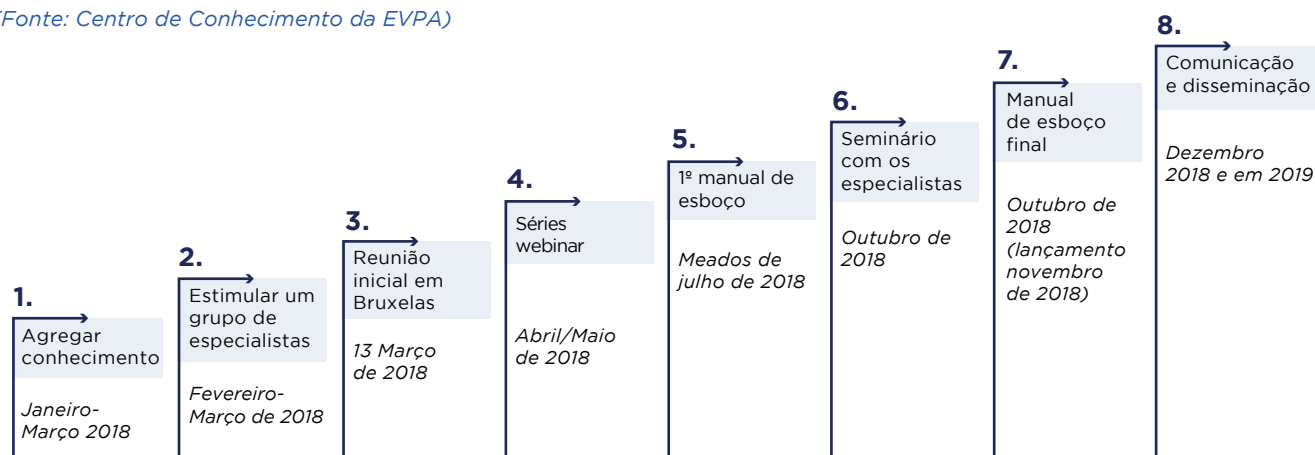 (Fonte: Centro de Conhecimento da EVPA)
1.
Agregar
conhecimento
Janeiro-
Março 2018
2.
Estimular um
grupo de
especialistas
Fevereiro-
Março de 2018
3.
Reunião
inicial em
Bruxelas
13 Março
de 2018
4.
Séries
webinar
Abril/Maio
de 2018
5.
1º manual de
esboço
Meados de
julho de 2018
6.
Seminário
com os
especialistas
Outubro de
2018
7.
Manual
de esboço
final
Outubro de
2018
(lançamento
novembro
de 2018)
8.
Comunicação
e disseminação
Dezembro
2018 e em 2019